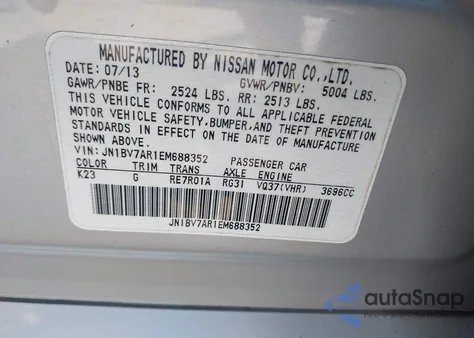 MANUFACTURED BY NISSAN MOTOR CO.,LTD.
DATE: 07/13 GVWR/PNBV: 5004 LBS.
GAWR/PNBE FR: 2524 LBS. RR: 2513 LBS.
THIS VEHICLE CONFORMS TO ALL APPLICABLE FEDERAL
MOTOR VEHICLE SAFETY,BUMPER,AND THEFT PREVENTION
STANDARDS IN EFFECT ON THE DATE OF MANUFACTURE
SHOWN ABOVE.
VIN: JN1BV7AR1EM688352 PASSENGER CAR
COLOR TRIM TRANS AXLE ENGINE
K23 G RE7R01A RG31 VQ37(VHR) 3696CC
JN1BV7AR1EM688352
autoSnap